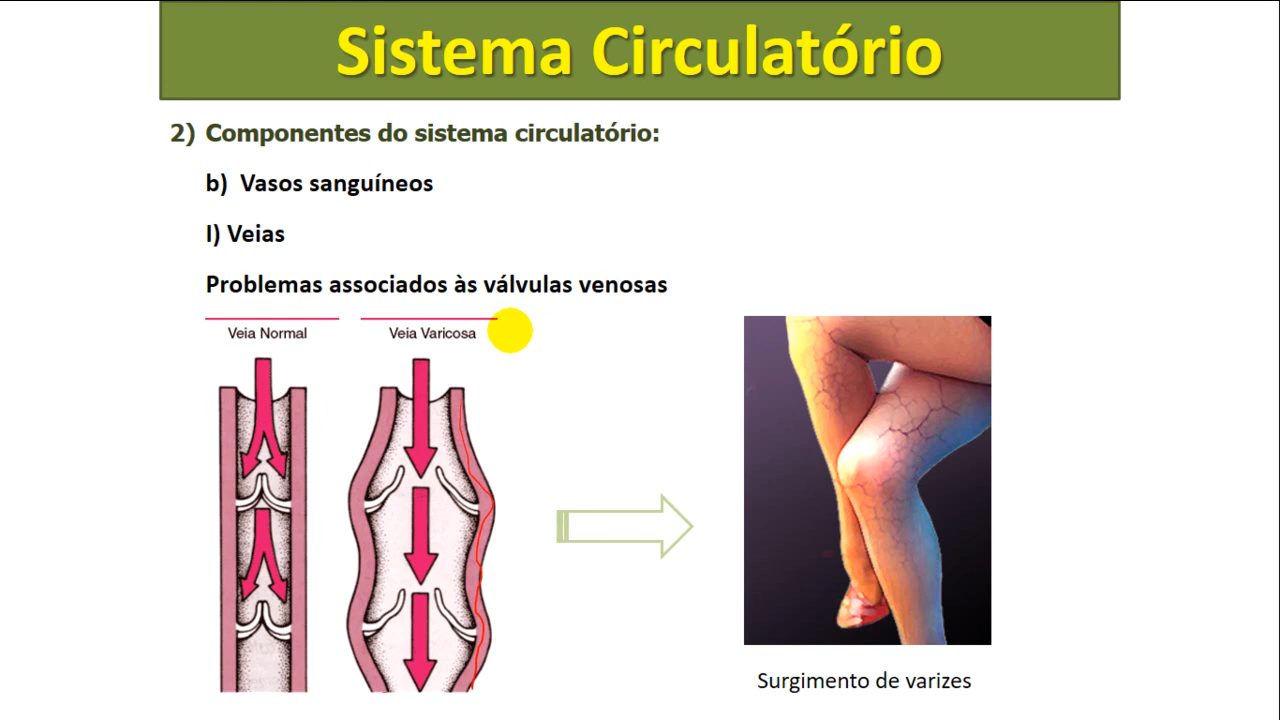 Sistema Circulatório
2) Componentes do sistema circulatório:
b) Vasos sanguíneos
I) Veias
Problemas associados às válvulas venosas
Veia Normal
Veia Varicosa
Surgimento de varizes